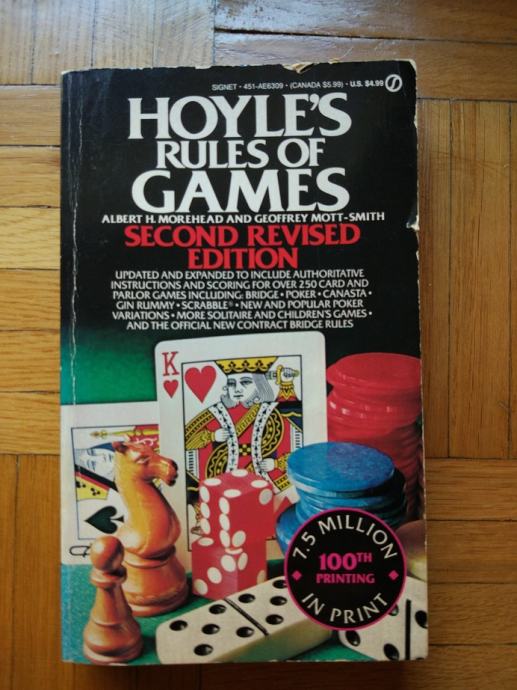 SIGNET • 451-AE6309 • (CANADA $5.99) • U.S. $4.99
HOYLE'S
RULES OF
GAMES
ALBERT H. MOREHEAD AND GEOFFREY MOTT-SMITH
SECOND REVISED
EDITION
UPDATED AND EXPANDED TO INCLUDE AUTHORITATIVE
INSTRUCTIONS AND SCORING FOR OVER 250 CARD AND
PARLOR GAMES INCLUDING: BRIDGE • POKER • CANASTA •
GIN RUMMY • SCRABBLE® • NEW AND POPULAR POKER
VARIATIONS • MORE SOLITAIRE AND CHILDREN'S GAMES •
AND THE OFFICIAL NEW CONTRACT BRIDGE RULES
K
7.5 MILLION
100TH
PRINTING
IN PRINT